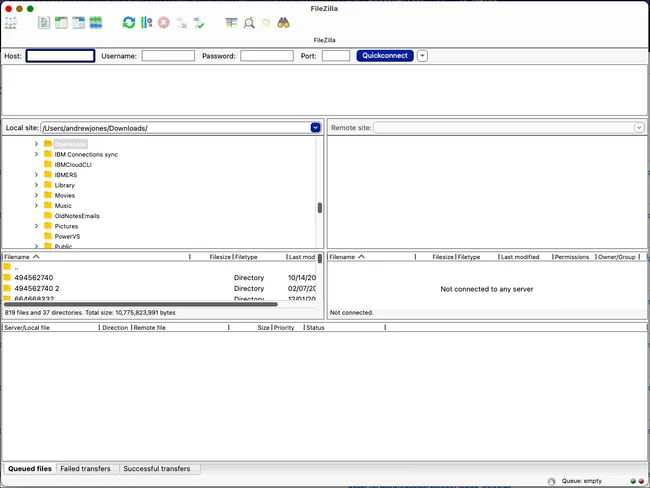 FileZilla
FileZilla
Host: Username: Password: Port: Quickconnect
Local site: /Users/andrewjones/Downloads/ Remote site:
Downloads
IBM Connections sync
IBMCloudCLI
IBMERS
Library
Movies
Music
OldNotesEmails
Pictures
PowerVS
Public
Filename Filesize Filetype Last mod Filename Filesize Filetype Last modified Permissions Owner/Group
..
494562740 Directory 10/14/20
494562740 2 Directory 02/07/20
664668332 Directory 12/01/20
Not connected to any server
819 files and 37 directories. Total size: 10,775,823,991 bytes Not connected.
Server/Local file Direction Remote file Size Priority Status
Queued files Failed transfers Successful transfers
Queue: empty